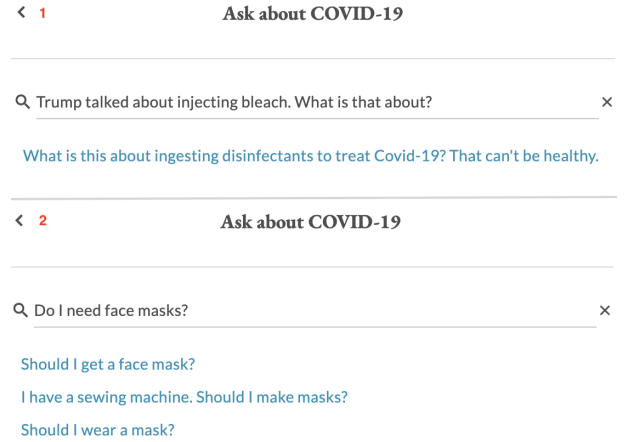 1 Ask about COVID-19
Trump talked about injecting bleach. What is that about?
What is this about ingesting disinfectants to treat Covid-19? That can't be healthy.
2 Ask about COVID-19
Do I need face masks?
Should I get a face mask?
I have a sewing machine. Should I make masks?
Should I wear a mask?